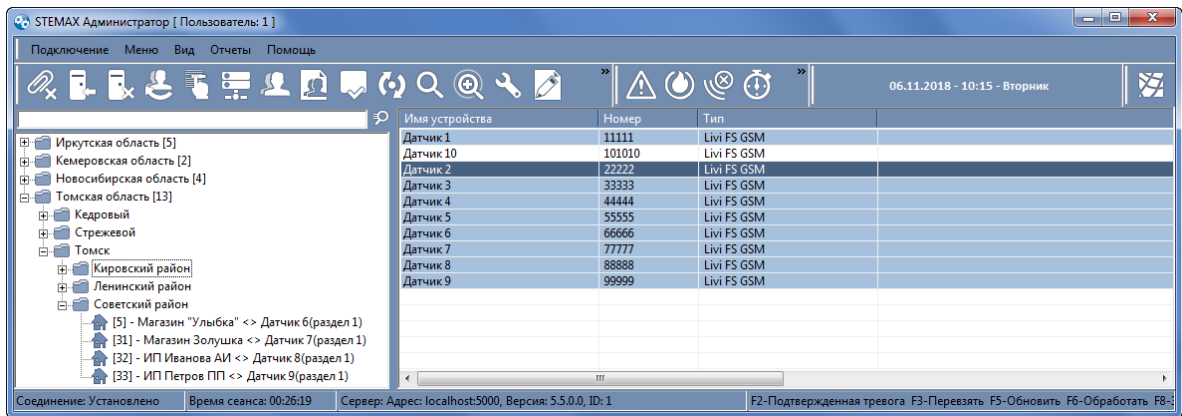 STEMAX Администратор [ Пользователь: 1 ]
Подключение Меню Вид Отчеты Помощь
» » 06.11.2018 - 10:15 - Вторник
Имя устройства Номер Тип
Датчик 1 11111 Livi FS GSM
Датчик 10 101010 Livi FS GSM
Датчик 2 22222 Livi FS GSM
Датчик 3 33333 Livi FS GSM
Датчик 4 44444 Livi FS GSM
Датчик 5 55555 Livi FS GSM
Датчик 6 66666 Livi FS GSM
Датчик 7 77777 Livi FS GSM
Датчик 8 88888 Livi FS GSM
Датчик 9 99999 Livi FS GSM
Иркутская область [5]
Кемеровская область [2]
Новосибирская область [4]
Томская область [13]
Кедровый
Стрежевой
Томск
Кировский район
Ленинский район
Советский район
[5] - Магазин "Улыбка" <> Датчик 6(раздел 1)
[31] - Магазин Золушка <> Датчик 7(раздел 1)
[32] - ИП Иванова АИ <> Датчик 8(раздел 1)
[33] - ИП Петров ПП <> Датчик 9(раздел 1)
Соединение: Установлено Время сеанса: 00:26:19 Сервер: Адрес: localhost:5000, Версия: 5.5.0.0, ID: 1 F2-Подтвержденная тревога F3-Перевзять F5-Обновить F6-Обработать F8-